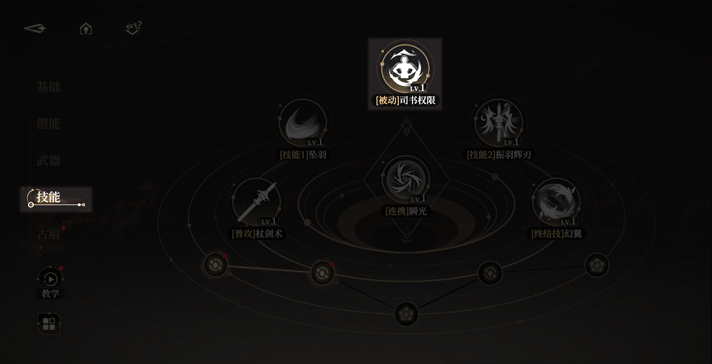 基础
潜能
武器
技能
古痕
教学
LV.1
[被动]司书权限
LV.1
[技能1]坠羽
LV.1
[技能2]振羽辉刃
LV.1
[连携]瞬光
LV.1
[普攻]杖剑术
LV.1
[终结技]幻翼